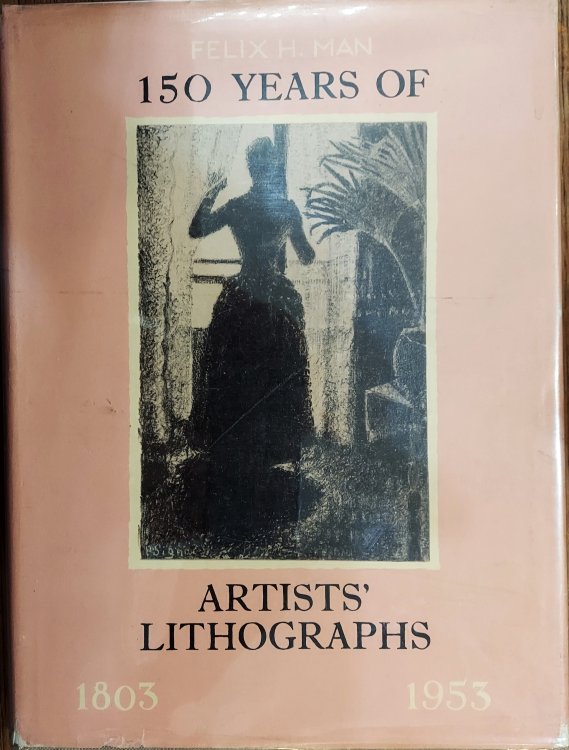 FELIX H. MAN
150 YEARS OF
ARTISTS'
LITHOGRAPHS
1803 1953